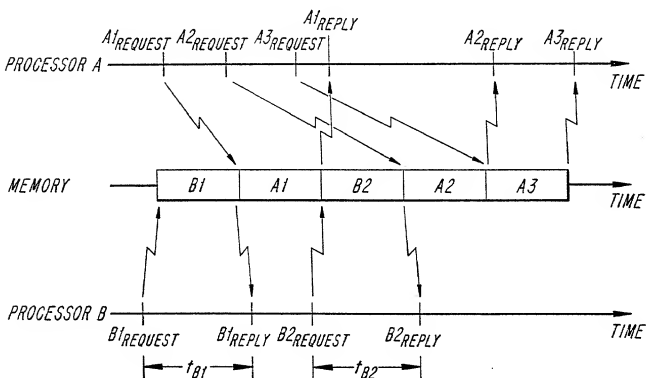 A1REQUEST A2REQUEST A3REQUEST A1REPLY A2REPLY A3REPLY
PROCESSOR A
TIME
MEMORY B1 A1 B2 A2 A3
TIME
PROCESSOR B
B1REQUEST B1REPLY B2REQUEST B2REPLY TIME
tB1 tB2